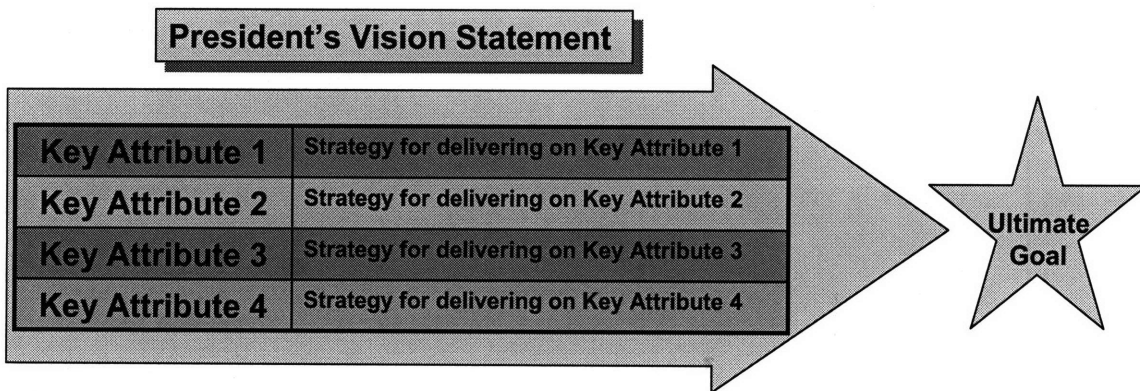 President's Vision Statement
Key Attribute 1 Strategy for delivering on Key Attribute 1
Key Attribute 2 Strategy for delivering on Key Attribute 2
Key Attribute 3 Strategy for delivering on Key Attribute 3
Key Attribute 4 Strategy for delivering on Key Attribute 4
Ultimate
Goal